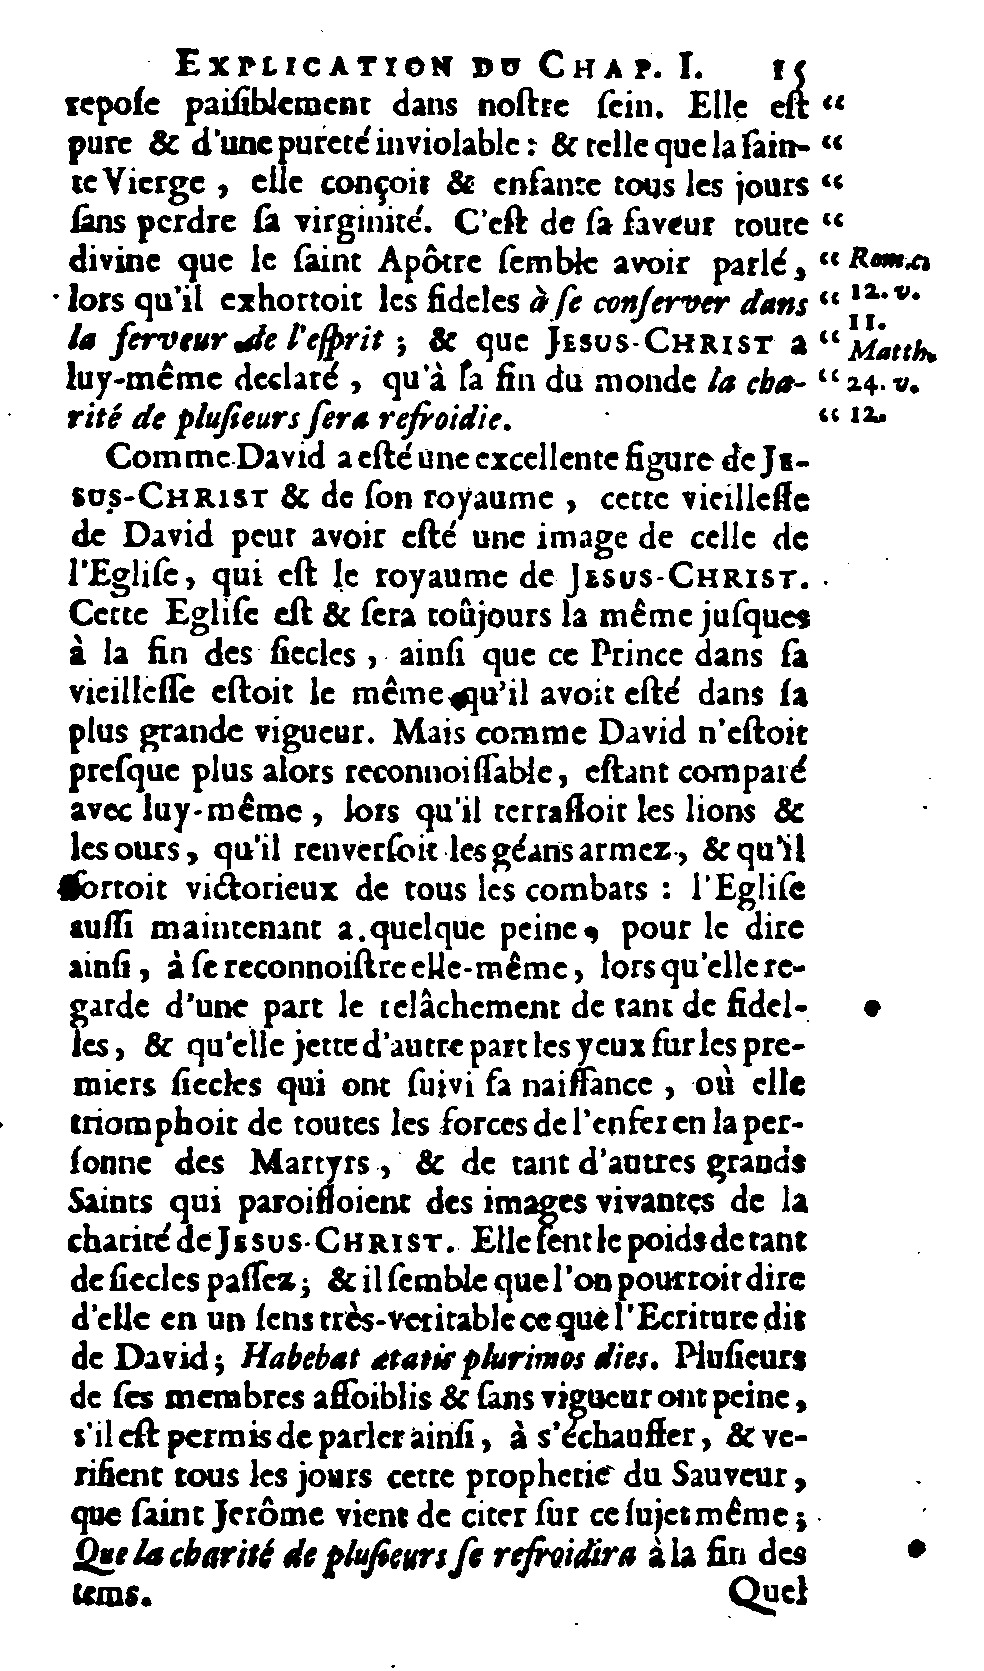 EXPLICATION DU CHAP. I. 15
repose paisiblement dans nostre sein. Elle est “
pure & d'une pureté inviolable : & telle que la sain- “
te Vierge, elle conçoit & enfante tous les jours “
sans perdre sa virginité. C'est de sa faveur toute “
divine que le saint Apôtre semble avoir parlé, “ Rom. c.
lors qu'il exhortoit les fideles à se conserver dans “ 12. v.
11.
la ferveur de l'esprit ; & que JESUS-CHRIST a “ Matth.
luy-même declaré, qu'à la fin du monde la cha- “ 24. v.
rité de plusieurs sera refroidie. “ 12.
Comme David a esté une excellente figure de JE-
SUS-CHRIST & de son royaume, cette vieillesse
de David peut avoir esté une image de celle de
l'Eglise, qui est le royaume de JESUS-CHRIST.
Cette Eglise est & sera toûjours la même jusques
à la fin des siecles, ainsi que ce Prince dans sa
vieillesse estoit le même qu'il avoit esté dans sa
plus grande vigueur. Mais comme David n'estoit
presque plus alors reconnoissable, estant comparé
avec luy-même, lors qu'il terrassoit les lions &
les ours, qu'il renversoit les géans armez, & qu'il
sortoit victorieux de tous les combats : l'Eglise
aussi maintenant a quelque peine, pour le dire
ainsi, à se reconnoistre elle-même, lors qu'elle re-
garde d'une part le relâchement de tant de fidel-
les, & qu'elle jette d'autre part les yeux sur les pre-
miers siecles qui ont suivi sa naissance, où elle
triomphoit de toutes les forces de l'enfer en la per-
sonne des Martyrs, & de tant d'autres grands
Saints qui paroissoient des images vivantes de la
charité de JESUS-CHRIST. Elle sent le poids de tant
de siecles passez; & il semble que l'on pourroit dire
d'elle en un sens très-veritable ce que l'Ecriture dit
de David; Habebat ætatis plurimos dies. Plusieurs
de ses membres affoiblis & sans vigueur ont peine,
s'il est permis de parler ainsi, à s'échauffer, & ve-
rifient tous les jours cette prophetie du Sauveur,
que saint Jerôme vient de citer sur ce sujet même;
Que la charité de plusieurs se refroidira à la fin des
tems. Quel